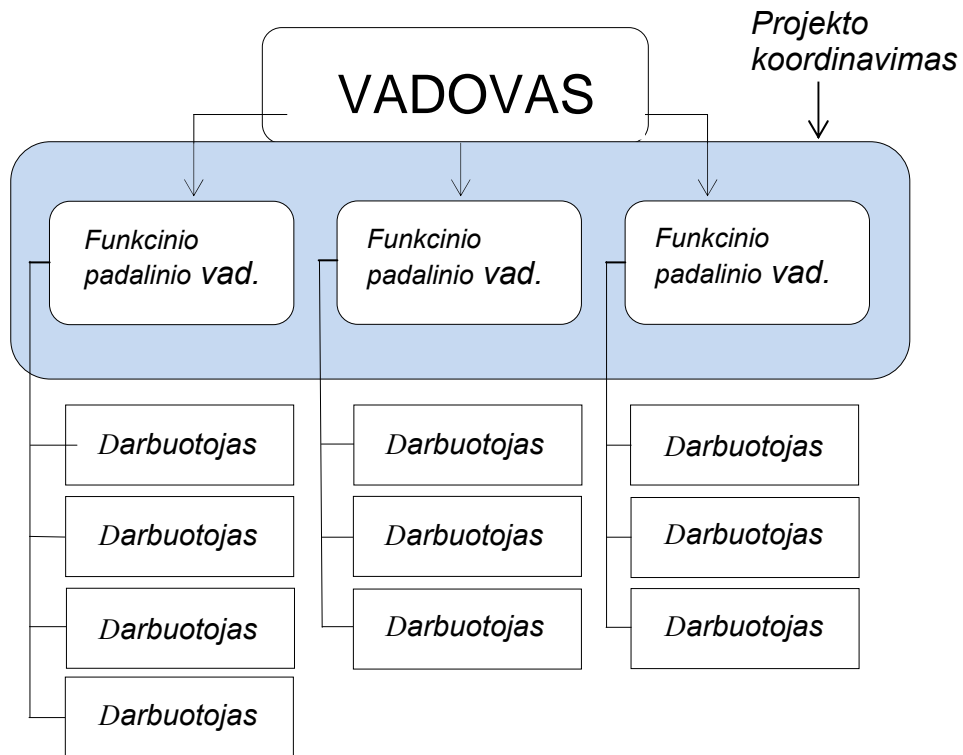 Projekto
koordinavimas
VADOVAS
Funkcinio
padalinio vad.
Funkcinio
padalinio vad.
Funkcinio
padalinio vad.
Darbuotojas
Darbuotojas
Darbuotojas
Darbuotojas
Darbuotojas
Darbuotojas
Darbuotojas
Darbuotojas
Darbuotojas
Darbuotojas